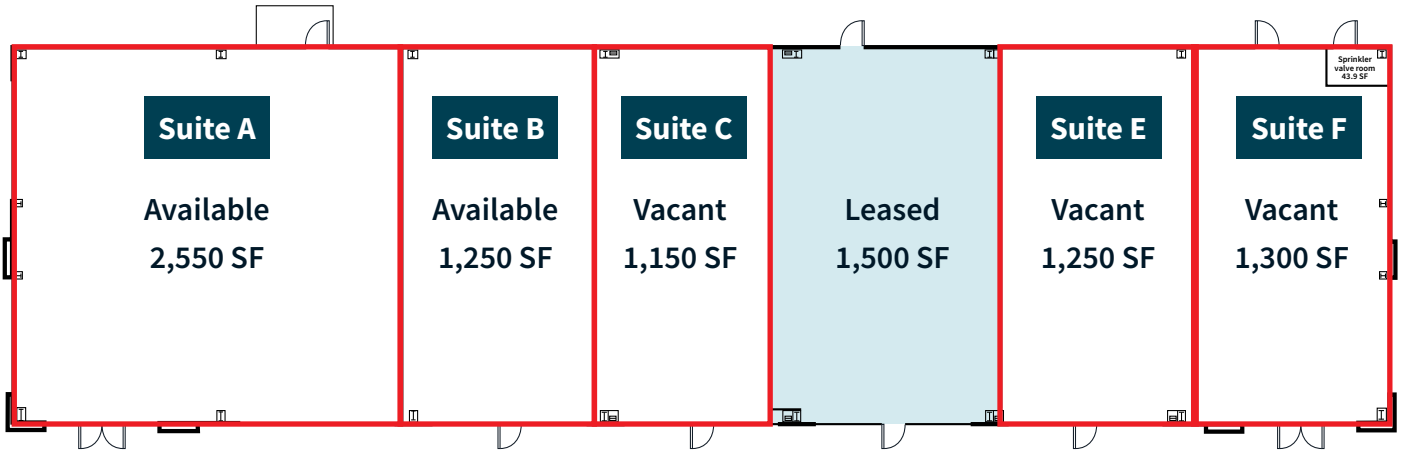 Suite A
Available
2,550 SF
Suite B
Available
1,250 SF
Suite C
Vacant
1,150 SF
Leased
1,500 SF
Suite E
Vacant
1,250 SF
Sprinkler
valve room
43.9 SF
Suite F
Vacant
1,300 SF